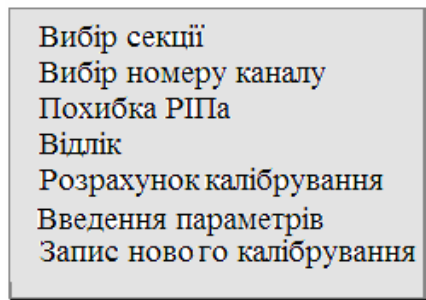 Вибір секції
Вибір номеру каналу
Похибка РІПа
Відлік
Розрахунок калібрування
Введення параметрів
Запис нового калібрування